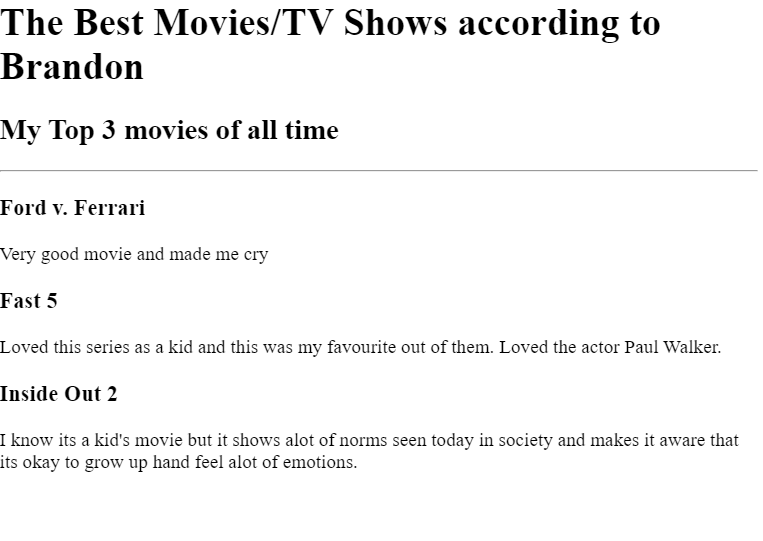 The Best Movies/TV Shows according to
Brandon
My Top 3 movies of all time
Ford v. Ferrari
Very good movie and made me cry
Fast 5
Loved this series as a kid and this was my favourite out of them. Loved the actor Paul Walker.
Inside Out 2
I know its a kid's movie but it shows alot of norms seen today in society and makes it aware that
its okay to grow up hand feel alot of emotions.